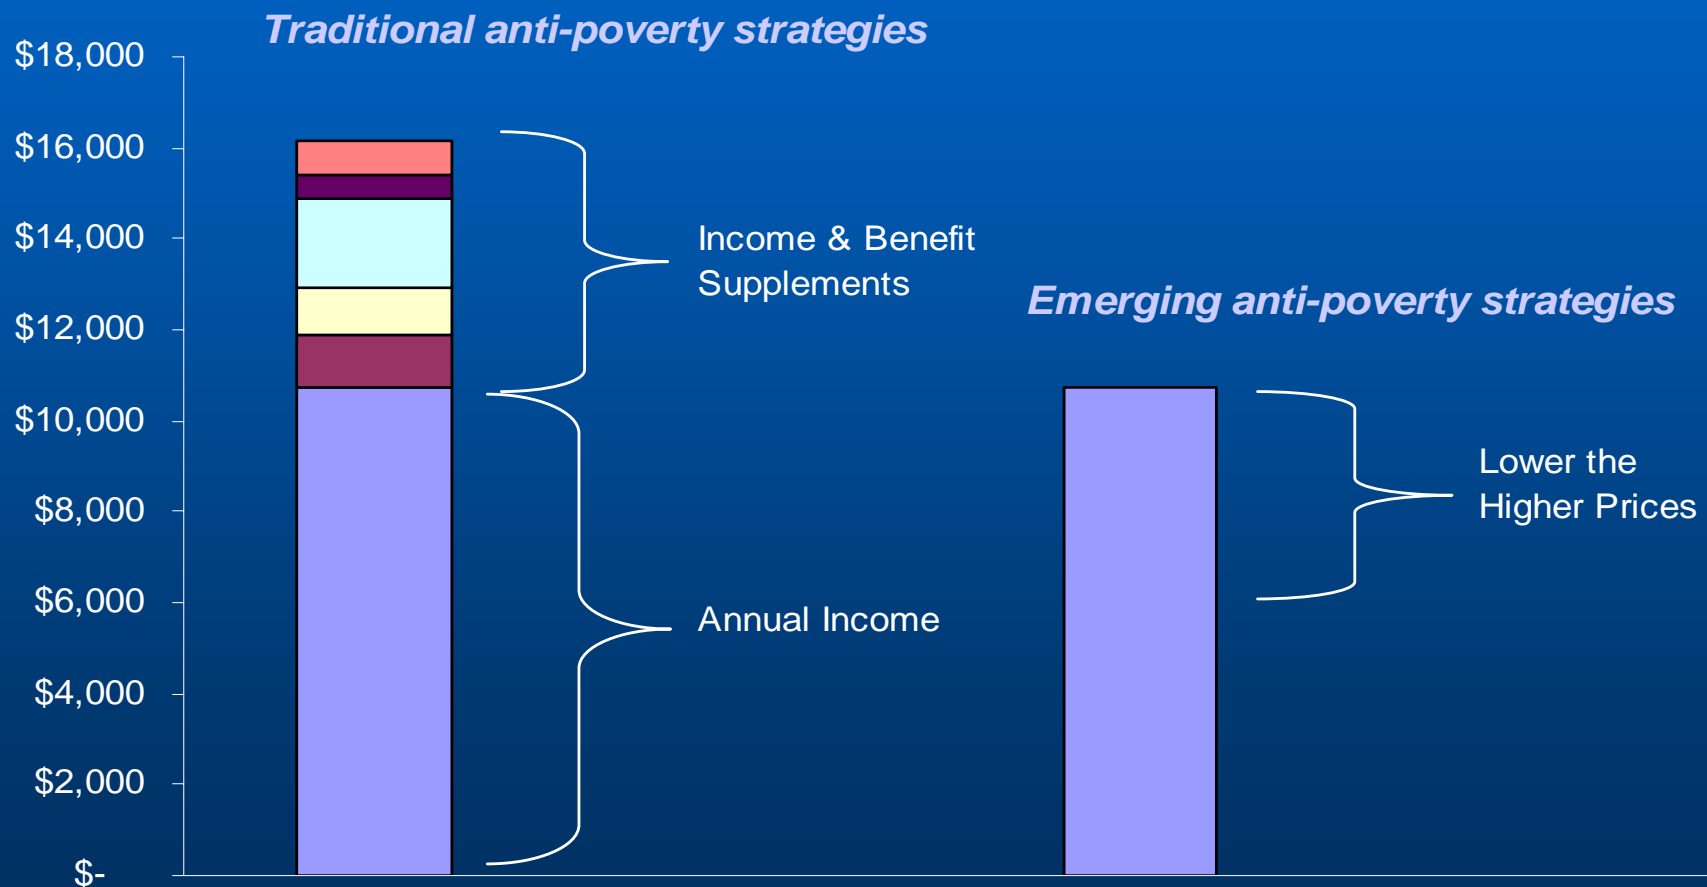 Traditional anti-poverty strategies
$18,000
$16,000
$14,000
$12,000
$10,000
$8,000
$6,000
$4,000
$2,000
$-
Income & Benefit
Supplements
Annual Income
Emerging anti-poverty strategies
Lower the
Higher Prices